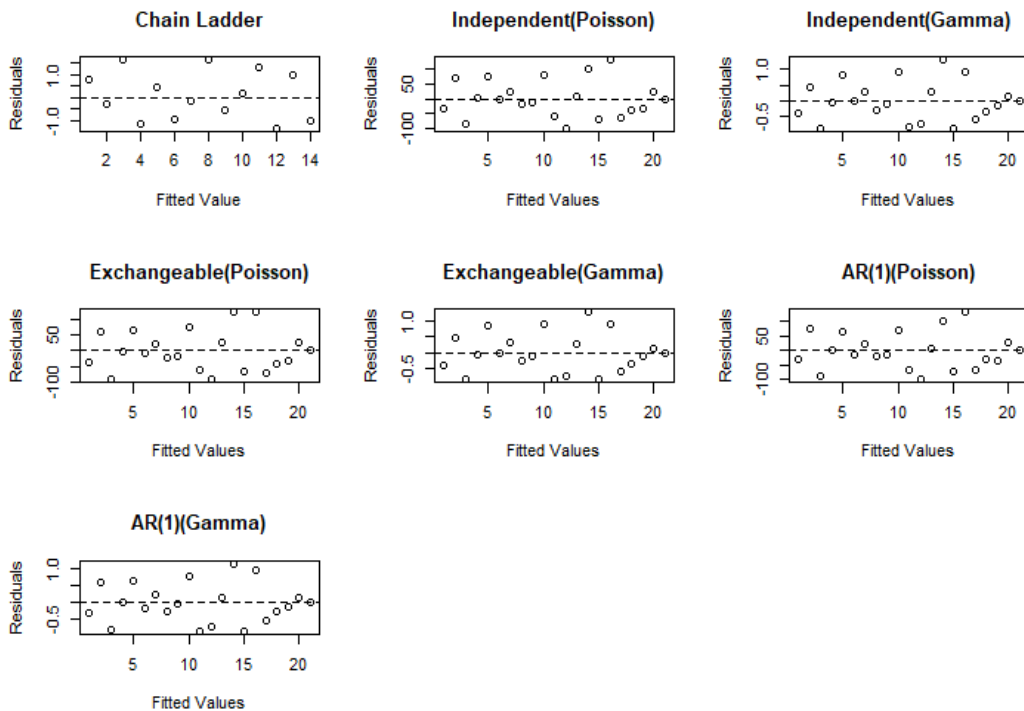 Chain Ladder
Residuals
1.0
-1.0
2 4 6 8 10 12 14
Fitted Value
Independent(Poisson)
Residuals
50
-100
5 10 15 20
Fitted Values
Independent(Gamma)
Residuals
1.0
-0.5
5 10 15 20
Fitted Values
Exchangeable(Poisson)
Residuals
50
-100
5 10 15 20
Fitted Values
Exchangeable(Gamma)
Residuals
1.0
-0.5
5 10 15 20
Fitted Values
AR(1)(Poisson)
Residuals
50
-100
5 10 15 20
Fitted Values
AR(1)(Gamma)
Residuals
1.0
-0.5
5 10 15 20
Fitted Values